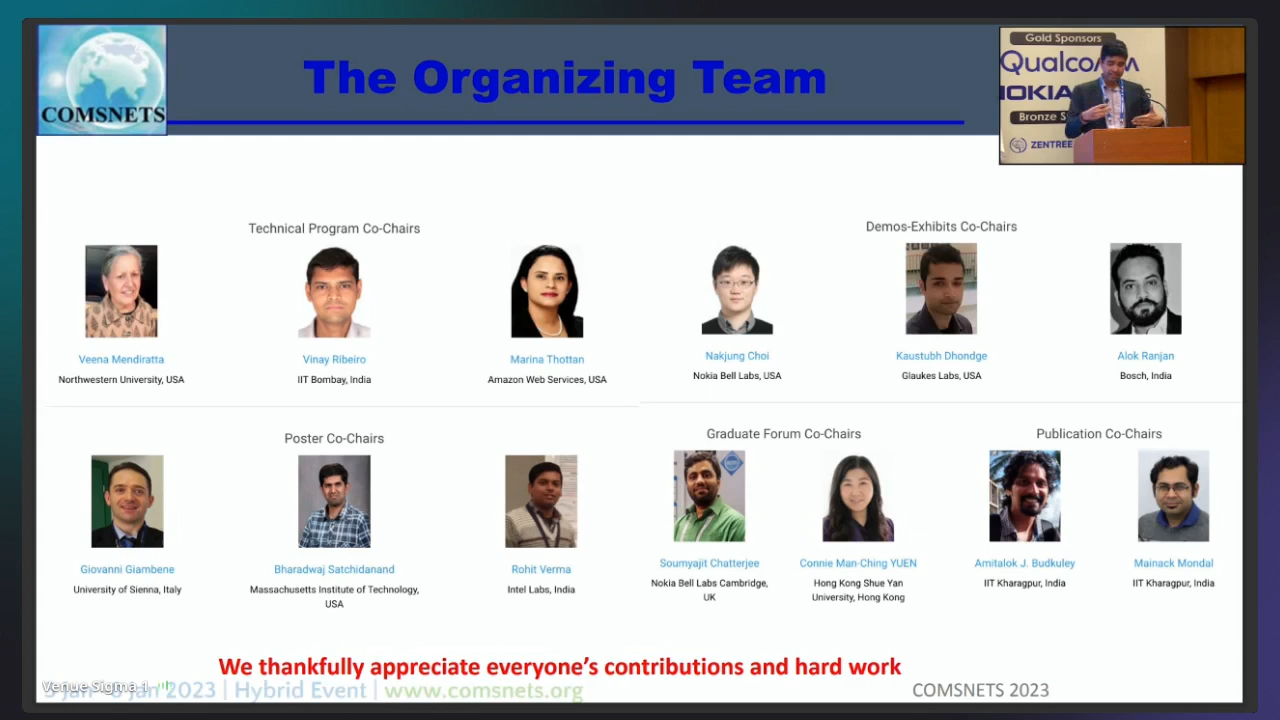 COMSNETS
The Organizing Team
Gold Sponsors
Qualco
NOKIA
Bronze S
ZENTREE
Technical Program Co-Chairs
Veena Mendiratta
Northwestern University, USA
Vinay Ribeiro
IIT Bombay, India
Marina Thottan
Amazon Web Services, USA
Demos-Exhibits Co-Chairs
Nakjung Choi
Nokia Bell Labs, USA
Kaustubh Dhondge
Glaukes Labs, USA
Alok Ranjan
Bosch, India
Poster Co-Chairs
Giovanni Giambene
University of Sienna, Italy
Bharadwaj Satchidanand
Massachusetts Institute of Technology,
USA
Rohit Verma
Intel Labs, India
Graduate Forum Co-Chairs
Soumyajit Chatterjee
Nokia Bell Labs Cambridge,
UK
Connie Man-Ching YUEN
Hong Kong Shue Yan
University, Hong Kong
Publication Co-Chairs
Amitalok J. Budkuley
IIT Kharagpur, India
Mainack Mondal
IIT Kharagpur, India
We thankfully appreciate everyone's contributions and hard work
Venue Sigma 1
2023 | Hybrid Event | www.comsnets.org
COMSNETS 2023